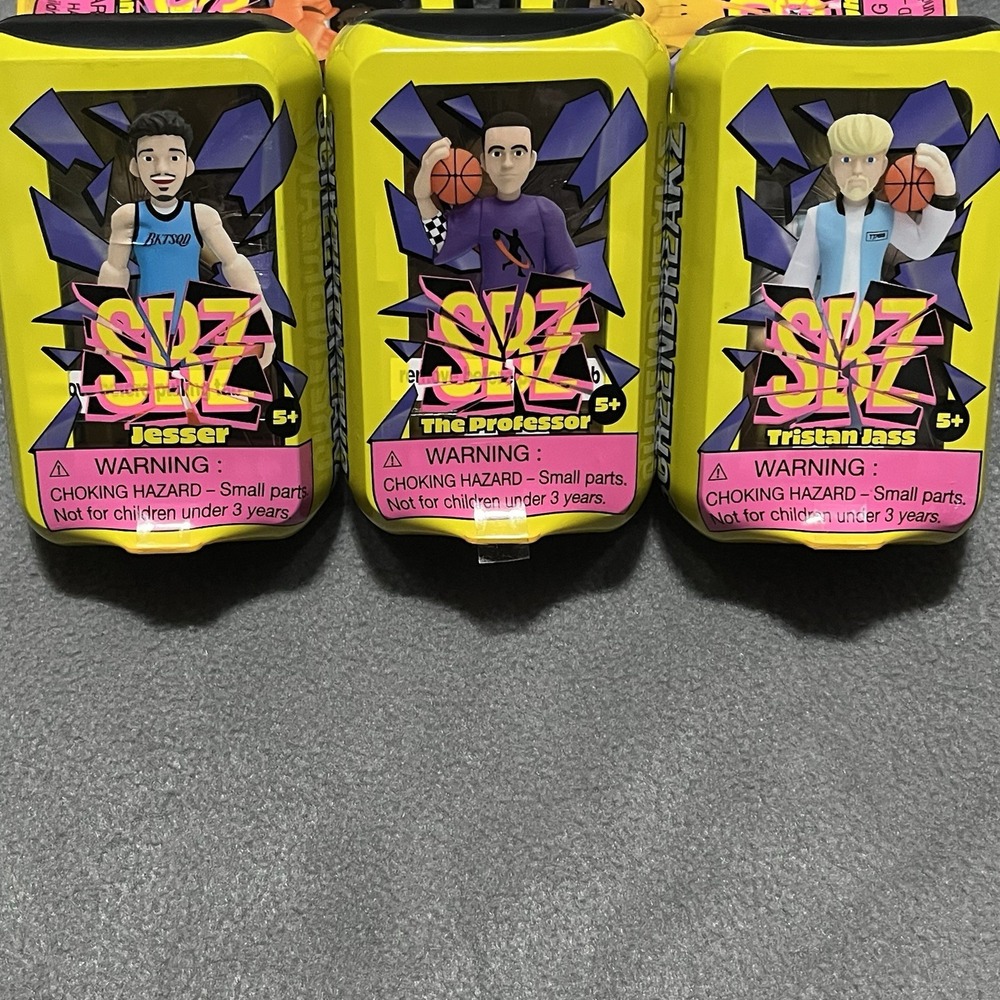 BKTSQD
SBZ
5+
Jesser
WARNING :
CHOKING HAZARD – Small parts.
Not for children under 3 years.
SBZ
5+
The Professor
WARNING :
CHOKING HAZARD – Small parts.
Not for children under 3 years.
SBZ
5+
Tristan Jass
WARNING :
CHOKING HAZARD – Small parts.
Not for children under 3 years.